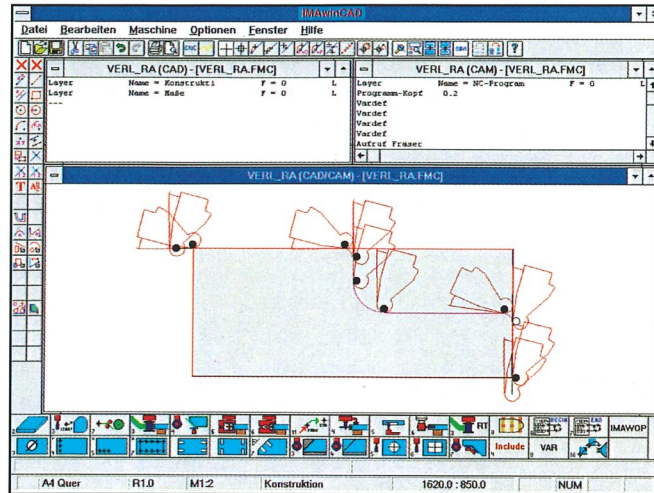 IMAwinCAD
Datei Bearbeiten Maschine Optionen Fenster Hilfe
VERL_RA (CAD) - [VERL_RA.FMC]
Layer Name = Konstrukti F = 0 L
Layer Name = Maße F = 0 L
---
VERL_RA (CAM) - [VERL_RA.FMC]
Layer Name = NC-Program F = 0 L
Programm-Kopf 0.2
Vardef
Vardef
Vardef
Vardef
Aufruf Fräser
VERL_RA (CAD/CAM) - [VERL_RA.FMC]
RT
IMAWOP
Include
VAR
A4 Quer R1.0 M1:2 Konstruktion 1620.0 : 850.0 NUM